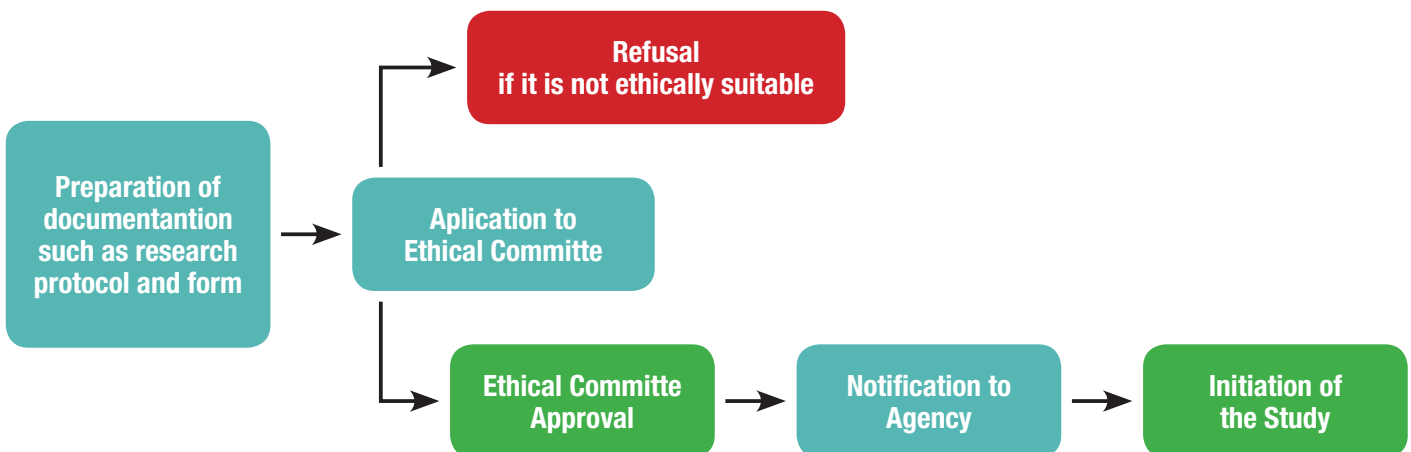 Refusal
if it is not ethically suitable
Preparation of
documentantion
such as research
protocol and form
Aplication to
Ethical Committe
Ethical Committe
Approval
Notification to
Agency
Initiation of
the Study